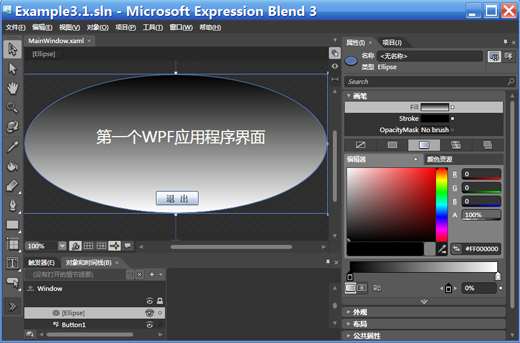 Example3.1.sln - Microsoft Expression Blend 3
文件(F) 编辑(E) 视图(V) 对象(O) 项目(P) 工具(T) 窗口(W) 帮助(H)
MainWindow.xaml
[Ellipse]
第一个WPF应用程序界面
退 出
100%
触发器(E) 对象和时间线(B)
(没有打开的情节提要)
Window
[Ellipse]
Button1
属性(I) 项目(J)
名称 <无名称>
类型 Ellipse
Search
画笔
Fill
Stroke
OpacityMask No brush
编辑器 颜色资源
R 0
G 0
B 0
A 100%
#FF000000
0%
外观
布局
公共属性